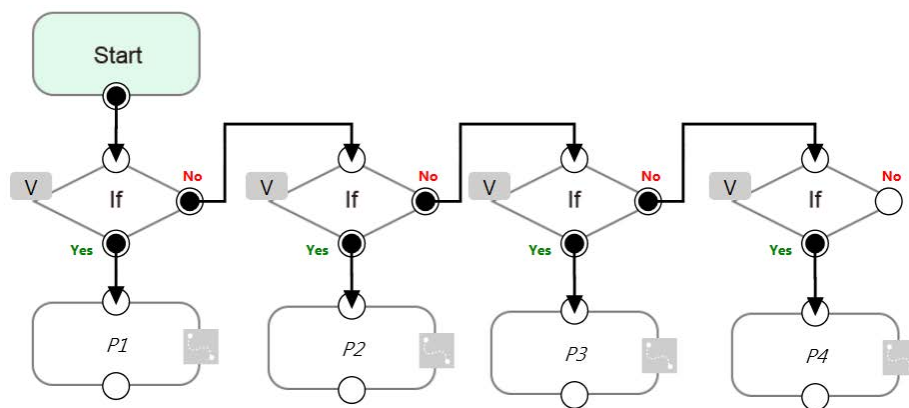 Start
No
No
No
No
V
If
V
If
V
If
V
If
Yes
Yes
Yes
Yes
P1
P2
P3
P4